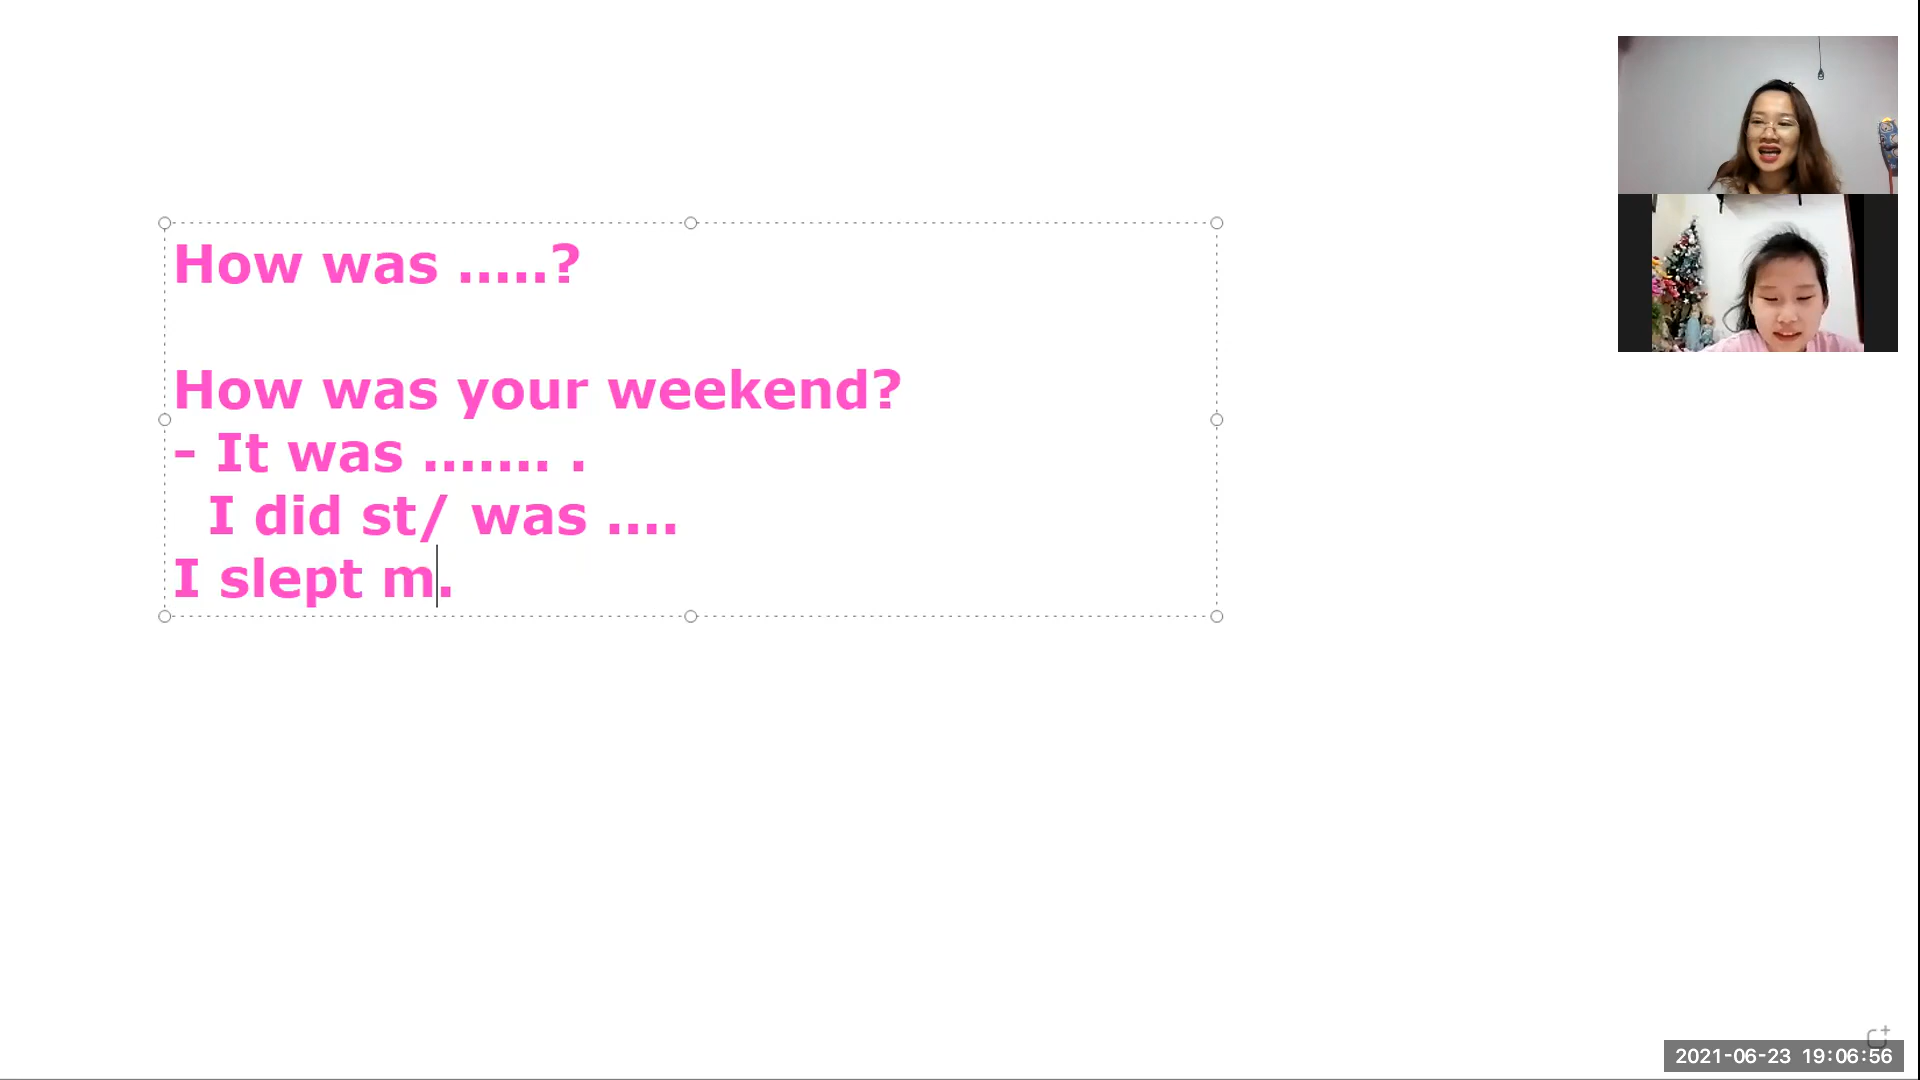 How was .....?
How was your weekend?
- It was ....... .
I did st/ was ....
I slept m.
2021-06-23 19:06:56